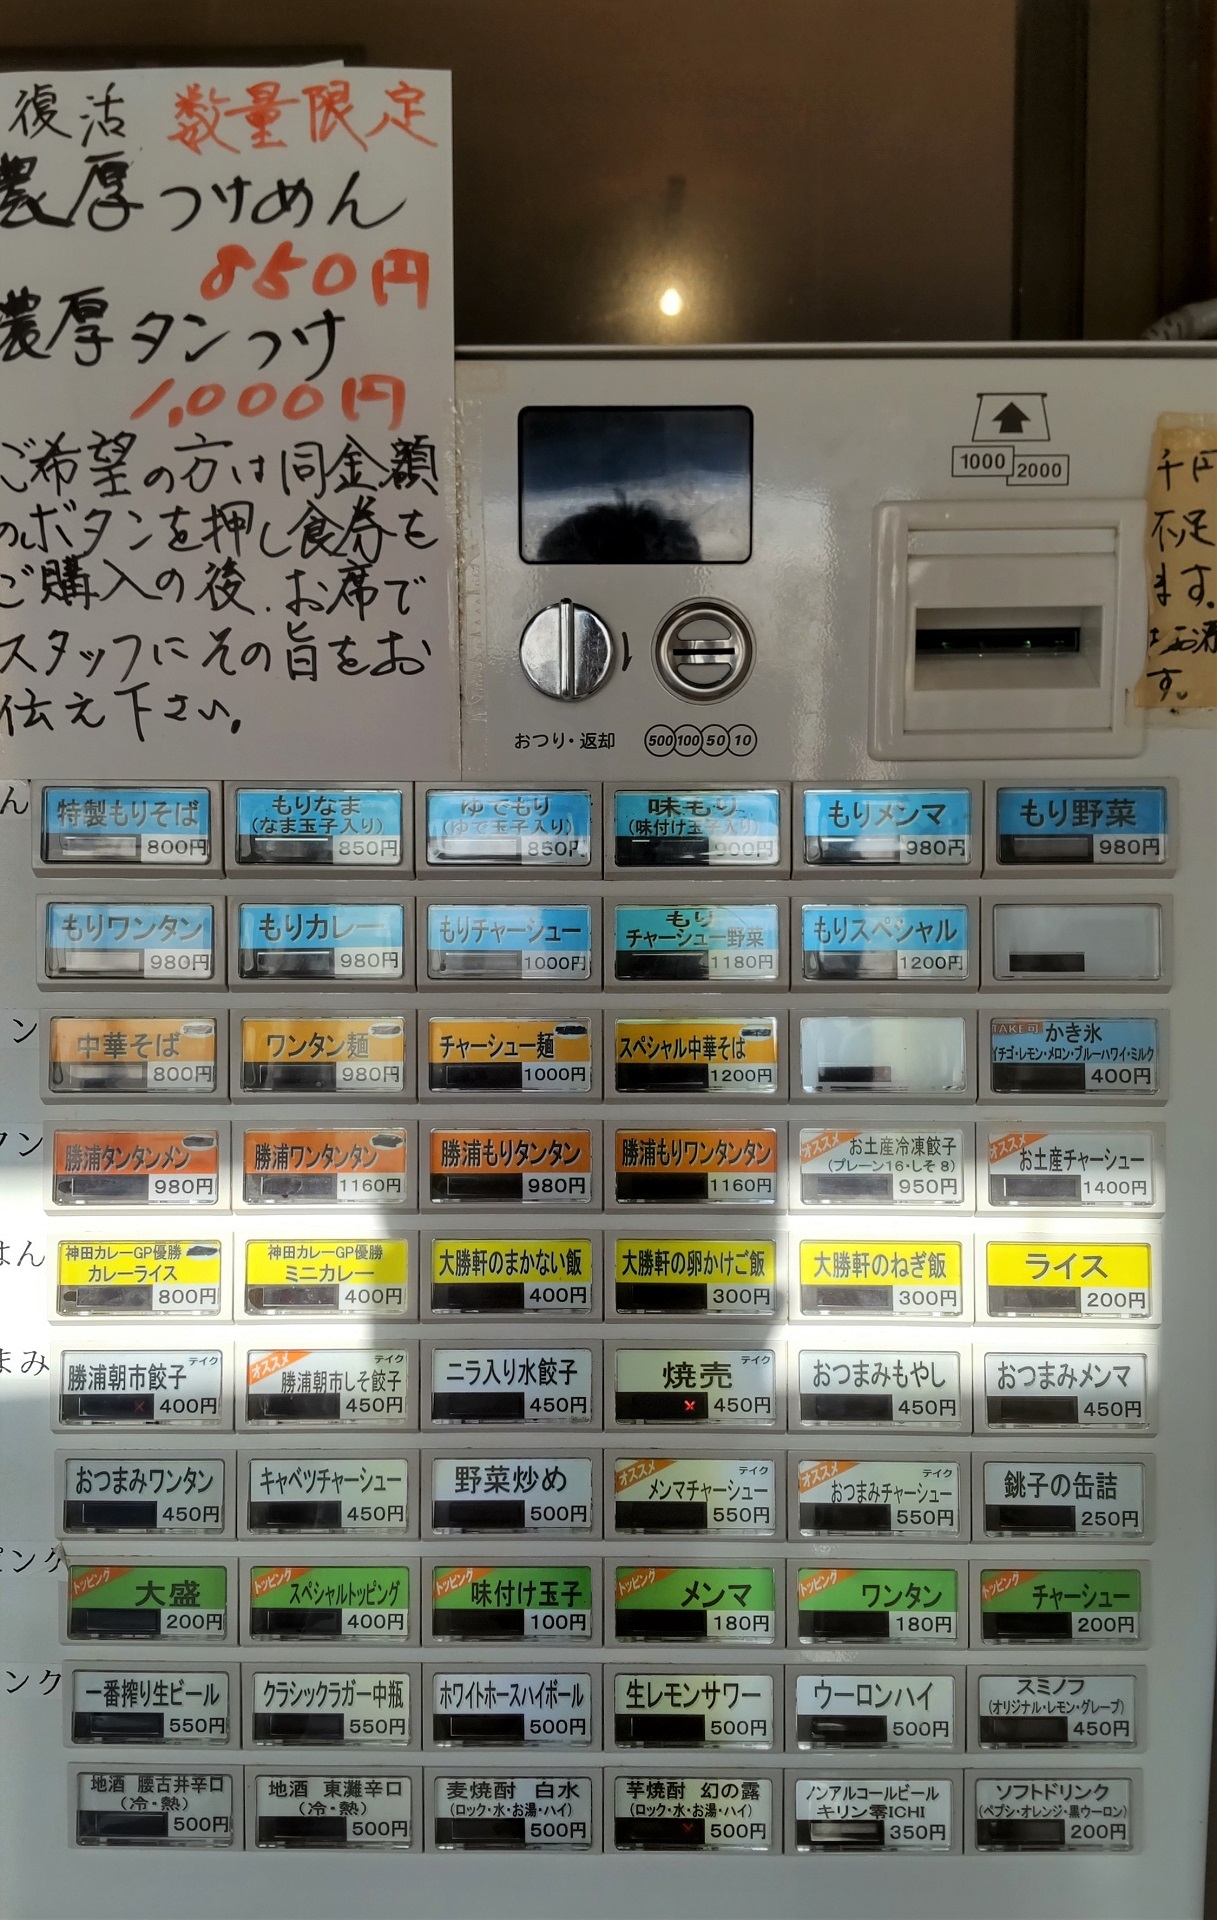 復活 数量限定
濃厚つけめん
850円
濃厚タンつけ
1,000円
ご希望の方は同金額
のボタンを押し食券を
ご購入の後、お席で
スタッフにその旨をお
伝え下さい。
1000 2000
千円
不足
ます。
す。
おつり・返却
500 100 50 10
ん
特製もりそば 800円
もりなま (なま玉子入り) 850円
ゆでもり (ゆで玉子入り) 850円
味もり (味付け玉子入り) 900円
もりメンマ 980円
もり野菜 980円
もりワンタン 980円
もりカレー 980円
もりチャーシュー 1000円
もりチャーシュー野菜 1180円
もりスペシャル 1200円
ン
中華そば 800円
ワンタン麺 980円
チャーシュー麺 1000円
スペシャル中華そば 1200円
TAKE可 かき氷 イチゴ・レモン・メロン・ブルーハワイ・ミルク 400円
タン
勝浦タンタンメン 980円
勝浦ワンタンタン 1160円
勝浦もりタンタン 980円
勝浦もりワンタンタン 1160円
オススメ お土産冷凍餃子 (プレーン16・しそ8) 950円
オススメ お土産チャーシュー 1400円
はん
神田カレーGP優勝 カレーライス 800円
神田カレーGP優勝 ミニカレー 400円
大勝軒のまかない飯 400円
大勝軒の卵かけご飯 300円
大勝軒のねぎ飯 300円
ライス 200円
まみ
勝浦朝市餃子 テイク 400円
オススメ 勝浦朝市しそ餃子 テイク 450円
ニラ入り水餃子 450円
焼売 テイク 450円
おつまみもやし 450円
おつまみメンマ 450円
おつまみワンタン 450円
キャベツチャーシュー 450円
野菜炒め 500円
オススメ メンマチャーシュー テイク 550円
オススメ おつまみチャーシュー テイク 550円
銚子の缶詰 250円
ピング
トッピング 大盛 200円
トッピング スペシャルトッピング 400円
トッピング 味付け玉子 100円
トッピング メンマ 180円
トッピング ワンタン 180円
トッピング チャーシュー 200円
ンク
一番搾り生ビール 550円
クラシックラガー中瓶 550円
ホワイトホースハイボール 500円
生レモンサワー 500円
ウーロンハイ 500円
スミノフ (オリジナル・レモン・グレープ) 450円
地酒 腰古井辛口 (冷・熱) 500円
地酒 東灘辛口 (冷・熱) 500円
麦焼酎 白水 (ロック・水・お湯・ハイ) 500円
芋焼酎 幻の露 (ロック・水・お湯・ハイ) 500円
ノンアルコールビール キリン零ICHI 350円
ソフトドリンク (ペプシ・オレンジ・黒ウーロン) 200円